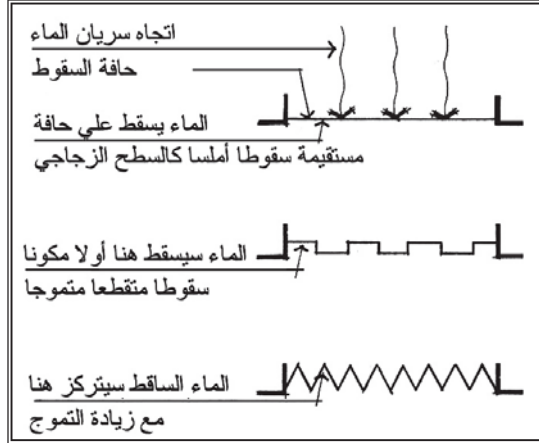 اتجاه سريان الماء
حافة السقوط
الماء يسقط علي حافة
مستقيمة سقوطا أملسا كالسطح الزجاجي
الماء سيسقط هنا أولا مكونا
سقوطا متقطعا متموجا
الماء الساقط سيتركز هنا
مع زيادة التموج